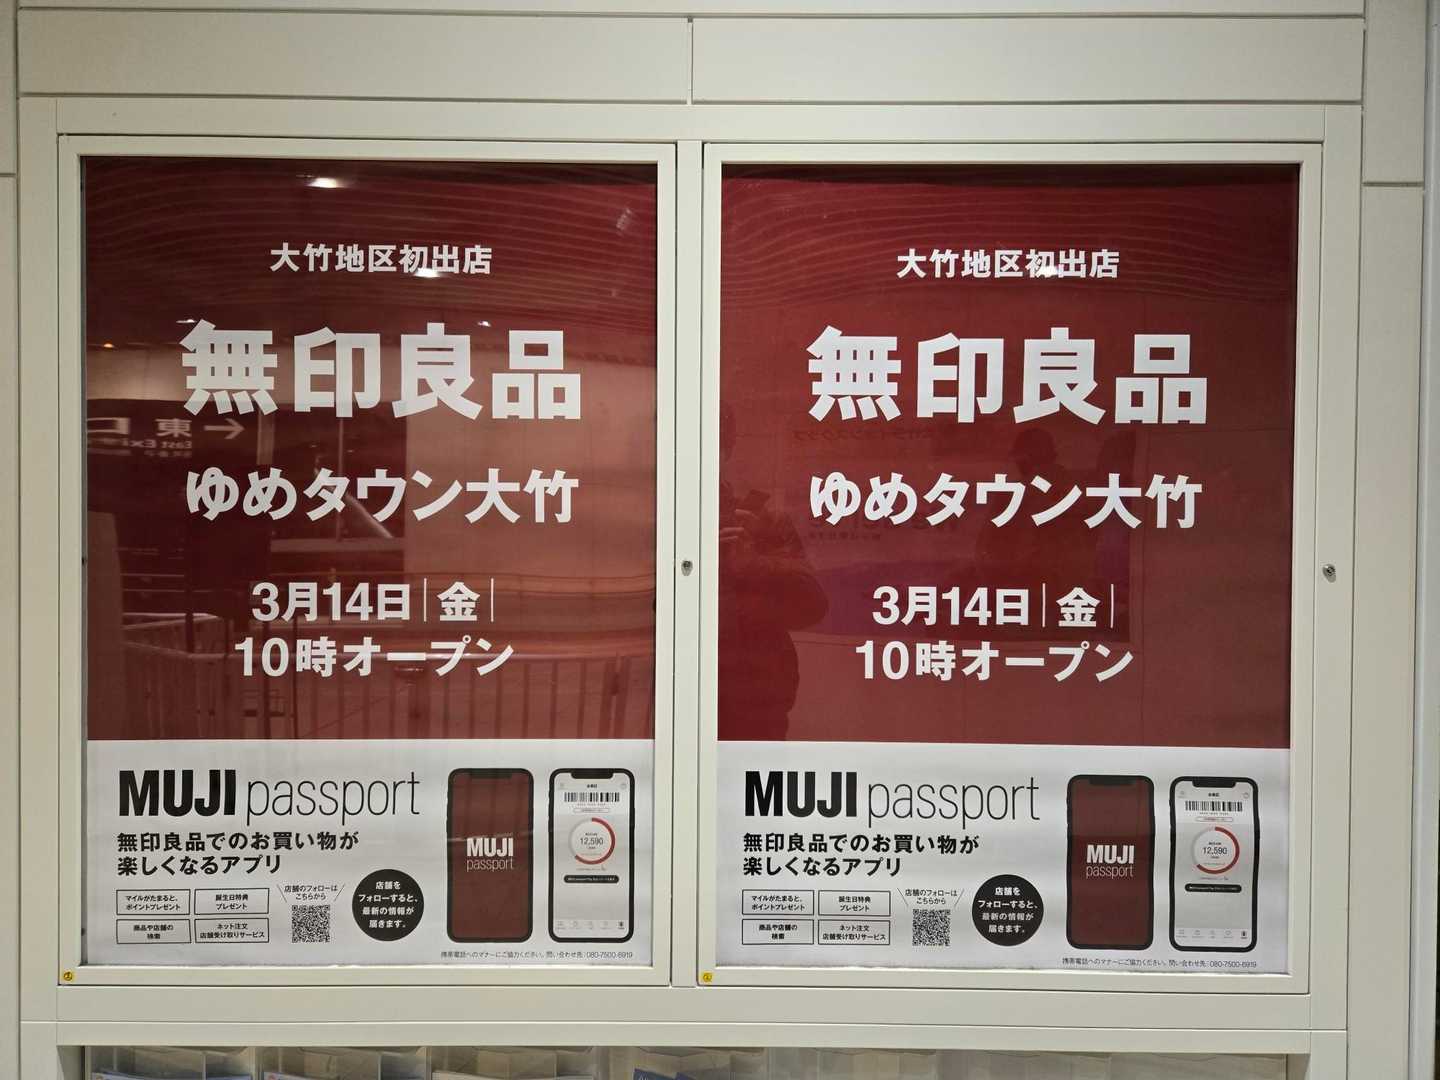 大竹地区初出店
無印良品
ゆめタウン大竹
3月14日|金|
10時オープン
MUJI passport
無印良品でのお買い物が
楽しくなるアプリ
マイルがたまると、
ポイントプレゼント
誕生日特典
プレゼント
商品や店舗の
検索
ネット注文
店舗受け取りサービス
店舗のフォローは
こちらから
店舗を
フォローすると、
最新の情報が
届きます。
MUJI
passport
12,590
携帯電話へのマナーにご協力ください。問い合わせ先:080-7500-6919
大竹地区初出店
無印良品
ゆめタウン大竹
3月14日|金|
10時オープン
MUJI passport
無印良品でのお買い物が
楽しくなるアプリ
マイルがたまると、
ポイントプレゼント
誕生日特典
プレゼント
商品や店舗の
検索
ネット注文
店舗受け取りサービス
店舗のフォローは
こちらから
店舗を
フォローすると、
最新の情報が
届きます。
MUJI
passport
12,590
携帯電話へのマナーにご協力ください。問い合わせ先:080-7500-6919